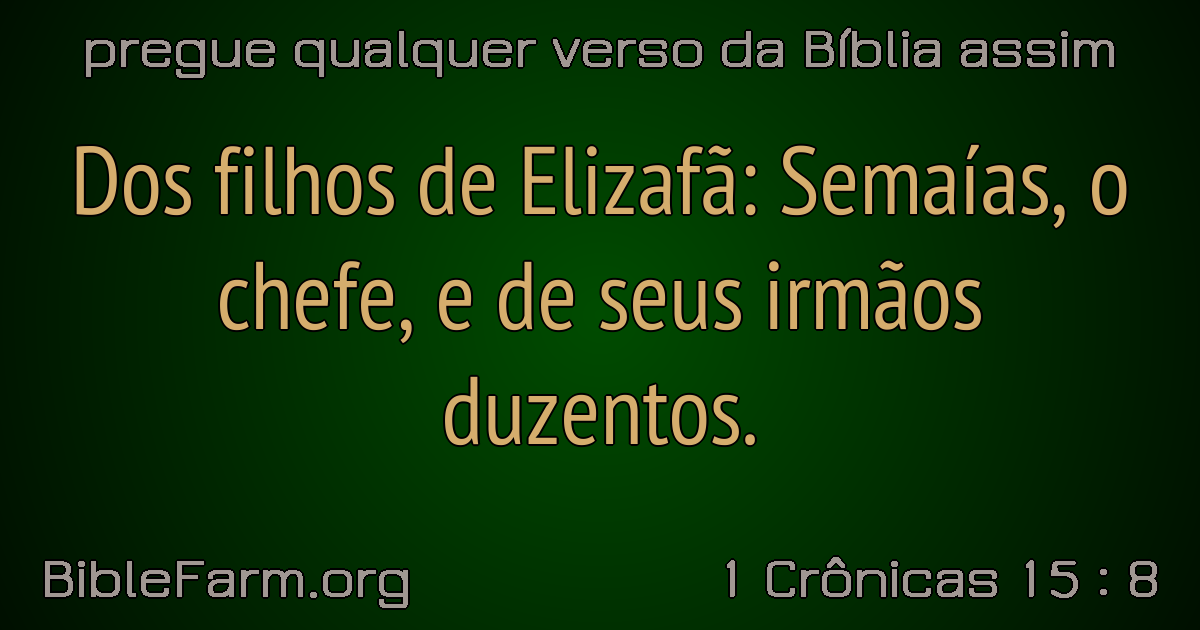 pregue qualquer verso da Bíblia assim
Dos filhos de Elizafã: Semaías, o
chefe, e de seus irmãos
duzentos.
BibleFarm.org
1 Crônicas 15 : 8